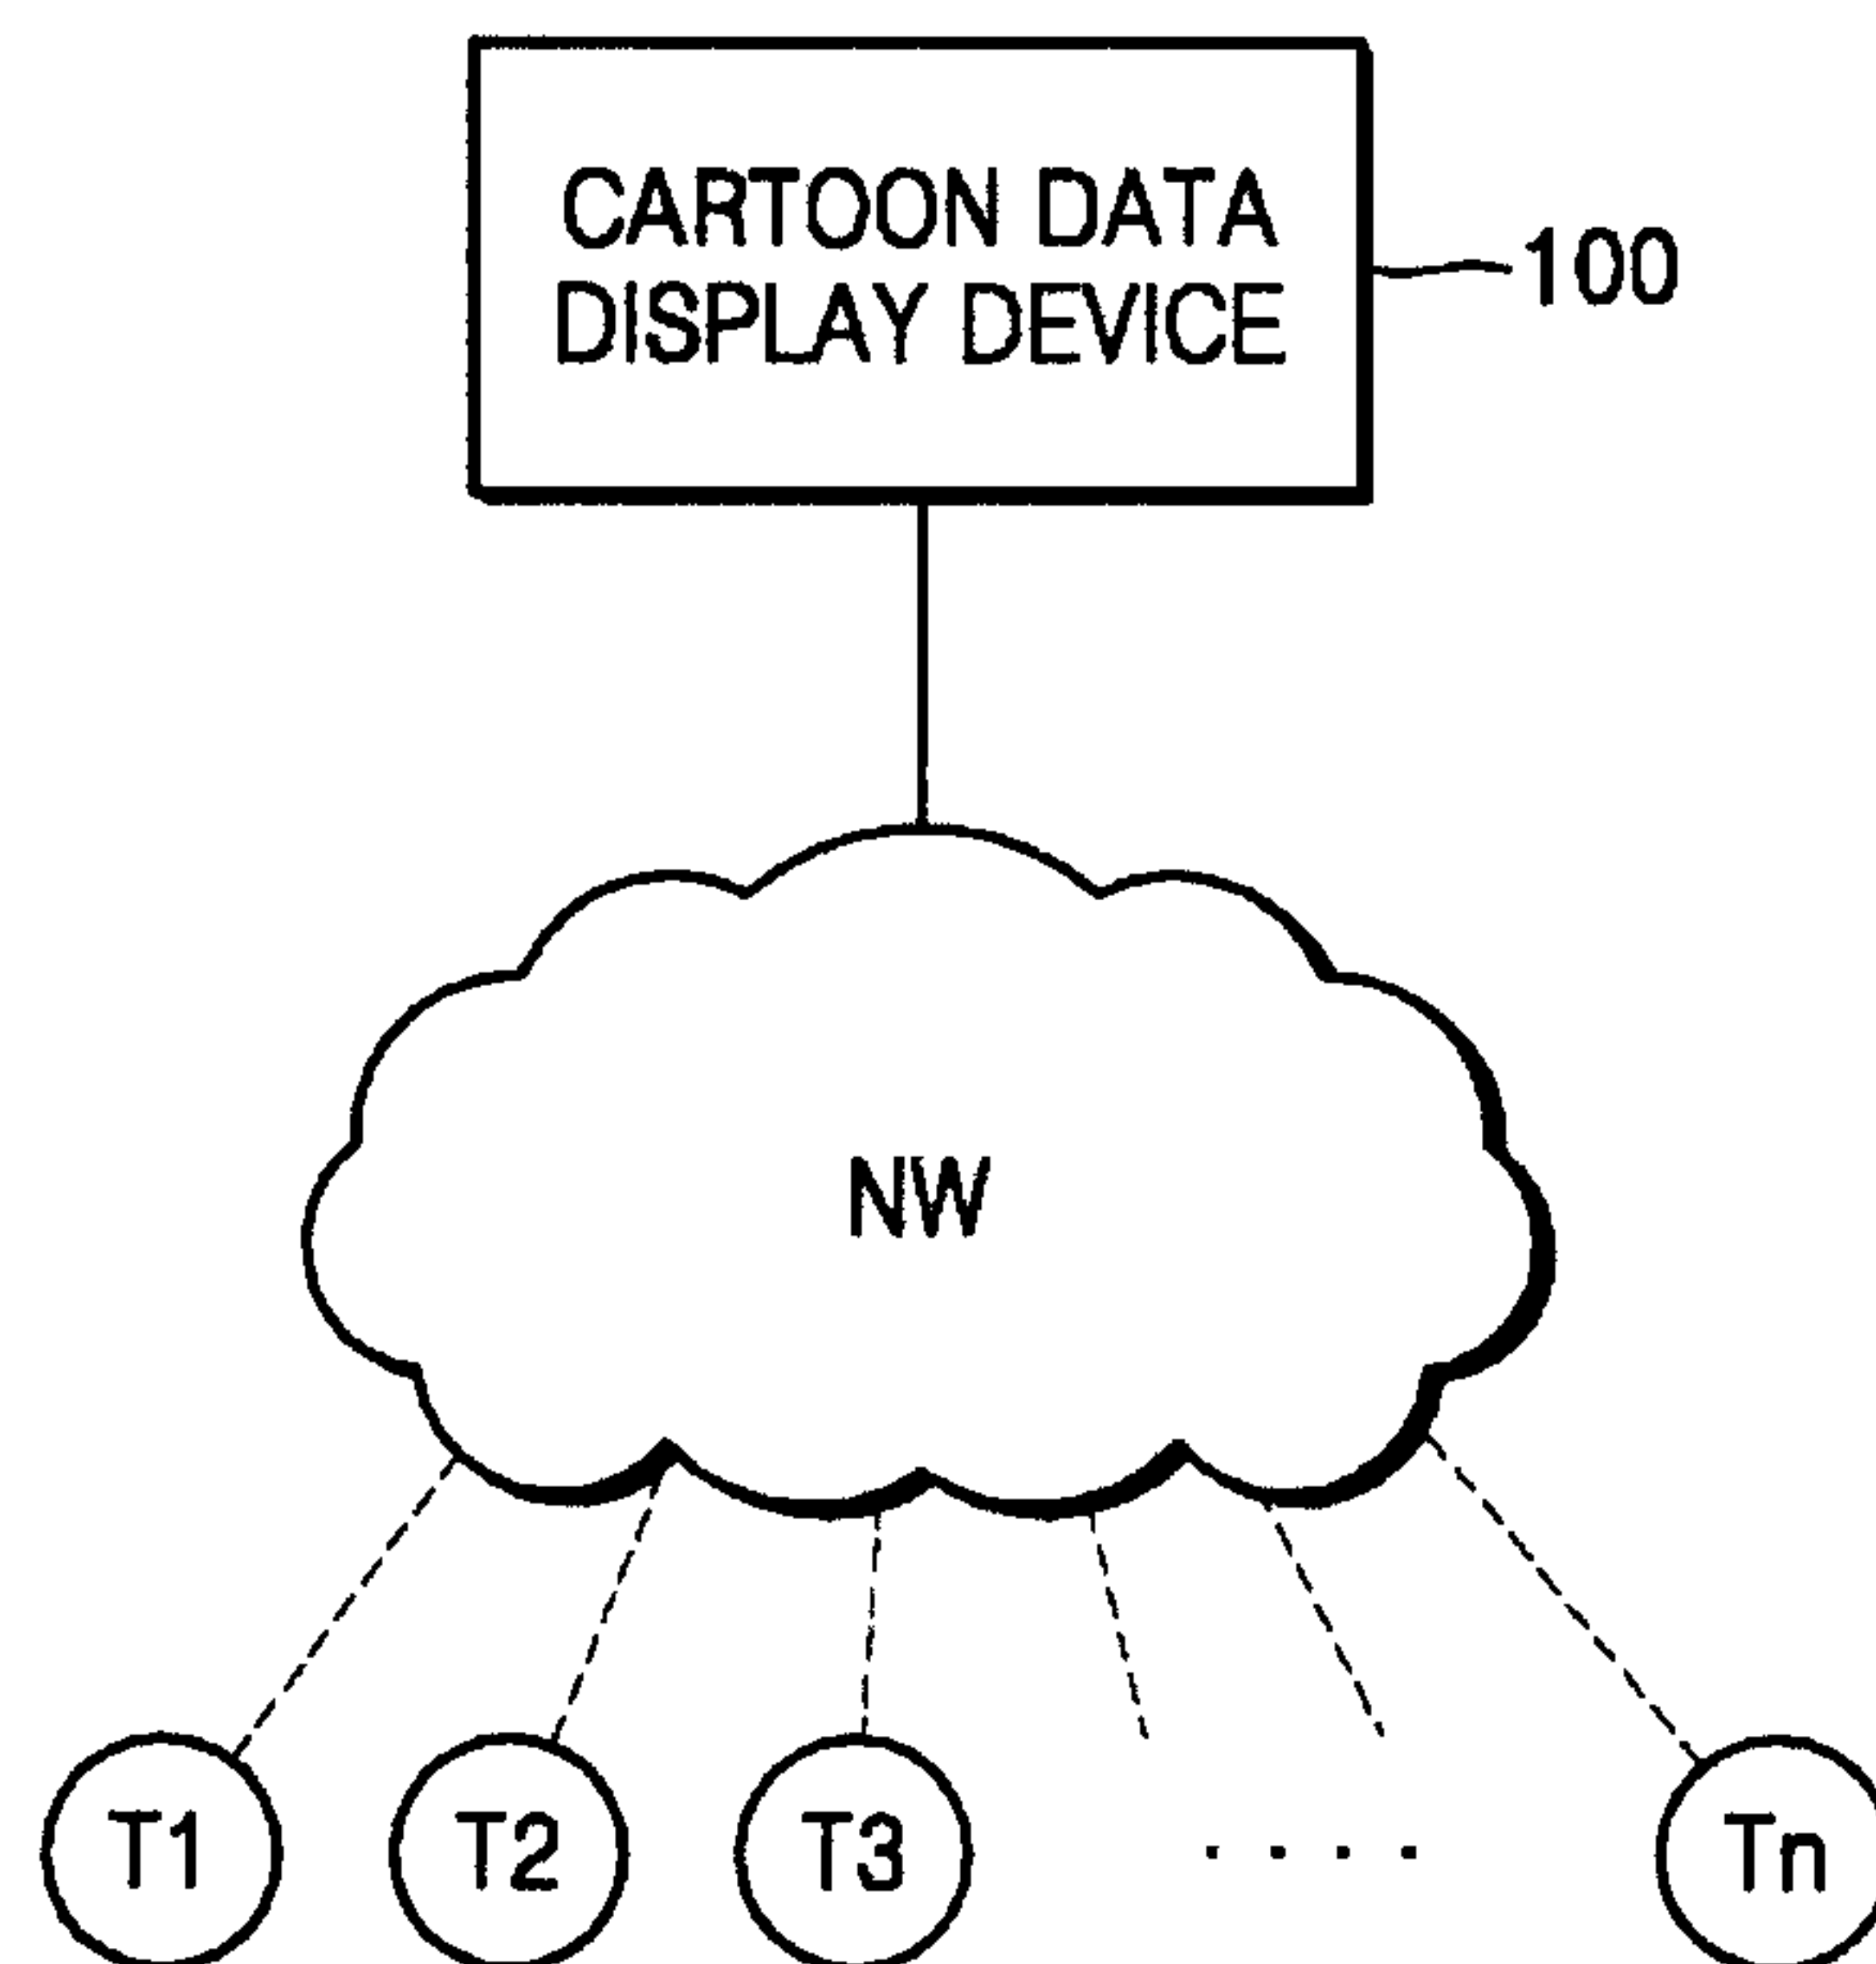 CARTOON DATA
DISPLAY DEVICE
100
NW
T1 T2 T3 . . . . Tn